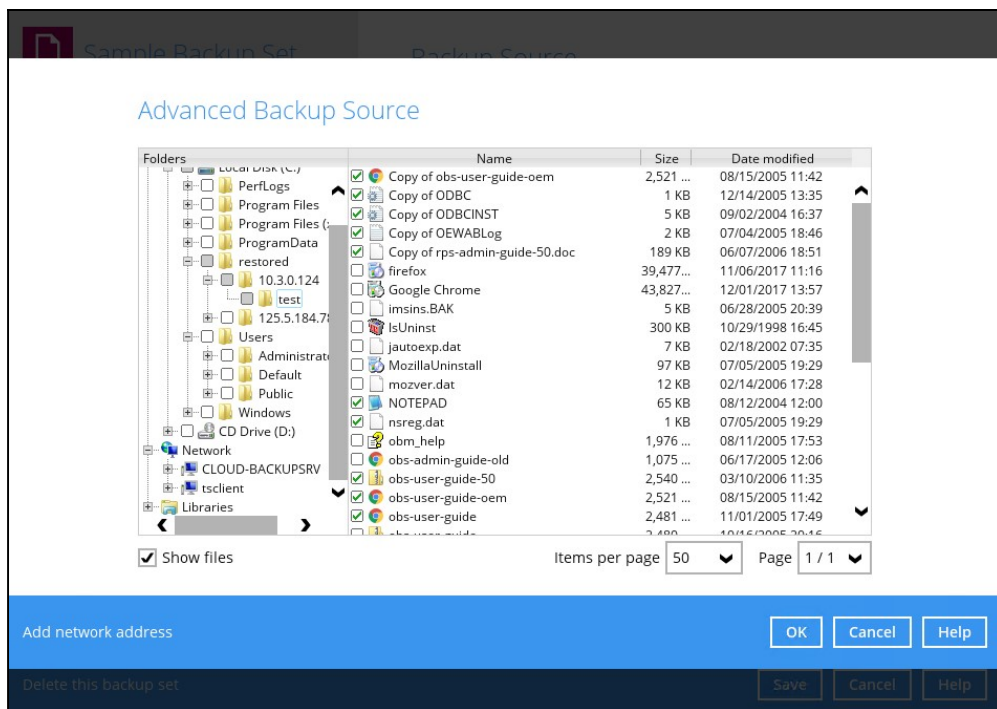 Sample Backup Set
Backup Source
Advanced Backup Source
Folders
Name
Size
Date modified
Local Disk (C:)
PerfLogs
Program Files
Program Files (
ProgramData
restored
10.3.0.124
test
125.5.184.78
Users
Administrat
Default
Public
Windows
CD Drive (D:)
Network
CLOUD-BACKUPSRV
tsclient
Libraries
Copy of obs-user-guide-oem 2,521 ... 08/15/2005 11:42
Copy of ODBC 1 KB 12/14/2005 13:35
Copy of ODBCINST 5 KB 09/02/2004 16:37
Copy of OEWABLog 2 KB 07/04/2005 18:46
Copy of rps-admin-guide-50.doc 189 KB 06/07/2006 18:51
firefox 39,477... 11/06/2017 11:16
Google Chrome 43,827... 12/01/2017 13:57
imsins.BAK 5 KB 06/28/2005 20:39
IsUninst 300 KB 10/29/1998 16:45
jautoexp.dat 7 KB 02/18/2002 07:35
MozillaUninstall 97 KB 07/05/2005 19:29
mozver.dat 12 KB 02/14/2006 17:28
NOTEPAD 65 KB 08/12/2004 12:00
nsreg.dat 1 KB 07/05/2005 19:29
obm_help 1,976 ... 08/11/2005 17:53
obs-admin-guide-old 1,075 ... 06/17/2005 12:06
obs-user-guide-50 2,540 ... 03/10/2006 11:35
obs-user-guide-oem 2,521 ... 08/15/2005 11:42
obs-user-guide 2,481 ... 11/01/2005 17:49
Show files
Items per page 50
Page 1 / 1
Add network address
OK
Cancel
Help
Delete this backup set
Save
Cancel
Help